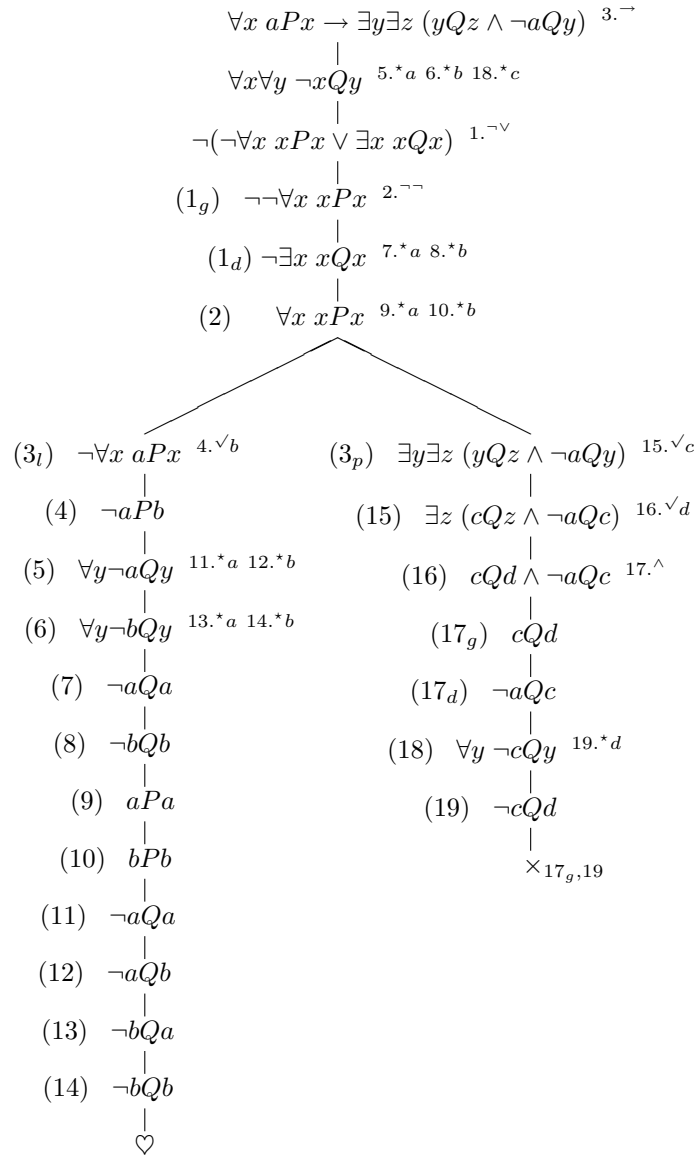 ∀x aPx → ∃y∃z (yQz ∧ ¬aQy) 3.→
∀x∀y ¬xQy 5.⋆a 6.⋆b 18.⋆c
¬(¬∀x xPx ∨ ∃x xQx) 1.¬∨
(1g) ¬¬∀x xPx 2.¬¬
(1d) ¬∃x xQx 7.⋆a 8.⋆b
(2) ∀x xPx 9.⋆a 10.⋆b
(3l) ¬∀x aPx 4.√b
(4) ¬aPb
(5) ∀y¬aQy 11.⋆a 12.⋆b
(6) ∀y¬bQy 13.⋆a 14.⋆b
(7) ¬aQa
(8) ¬bQb
(9) aPa
(10) bPb
(11) ¬aQa
(12) ¬aQb
(13) ¬bQa
(14) ¬bQb
♡
(3p) ∃y∃z (yQz ∧ ¬aQy) 15.√c
(15) ∃z (cQz ∧ ¬aQc) 16.√d
(16) cQd ∧ ¬aQc 17.∧
(17g) cQd
(17d) ¬aQc
(18) ∀y ¬cQy 19.⋆d
(19) ¬cQd
×17g,19